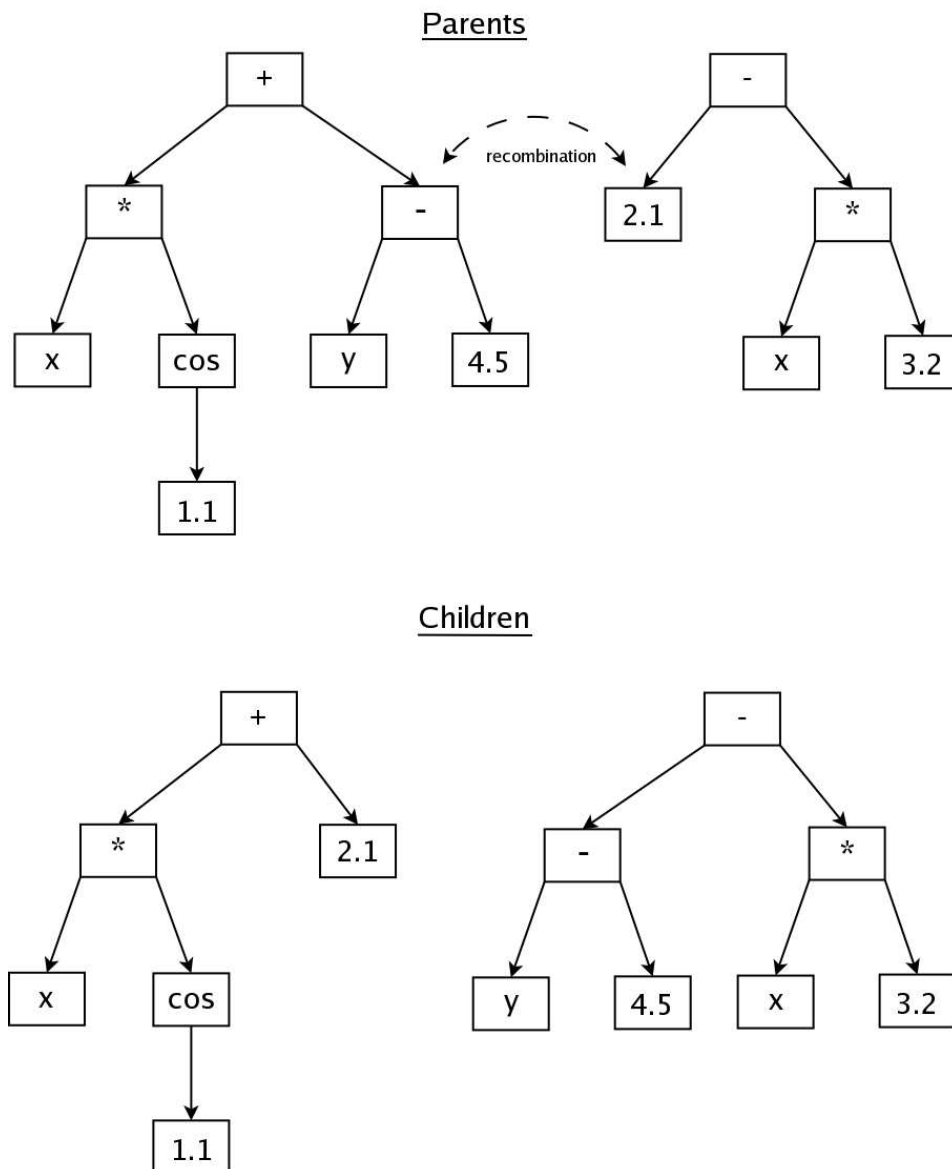 Parents
+ -
recombination
* - 2.1 *
x cos y 4.5 x 3.2
1.1
Children
+ -
* 2.1 - *
x cos y 4.5 x 3.2
1.1